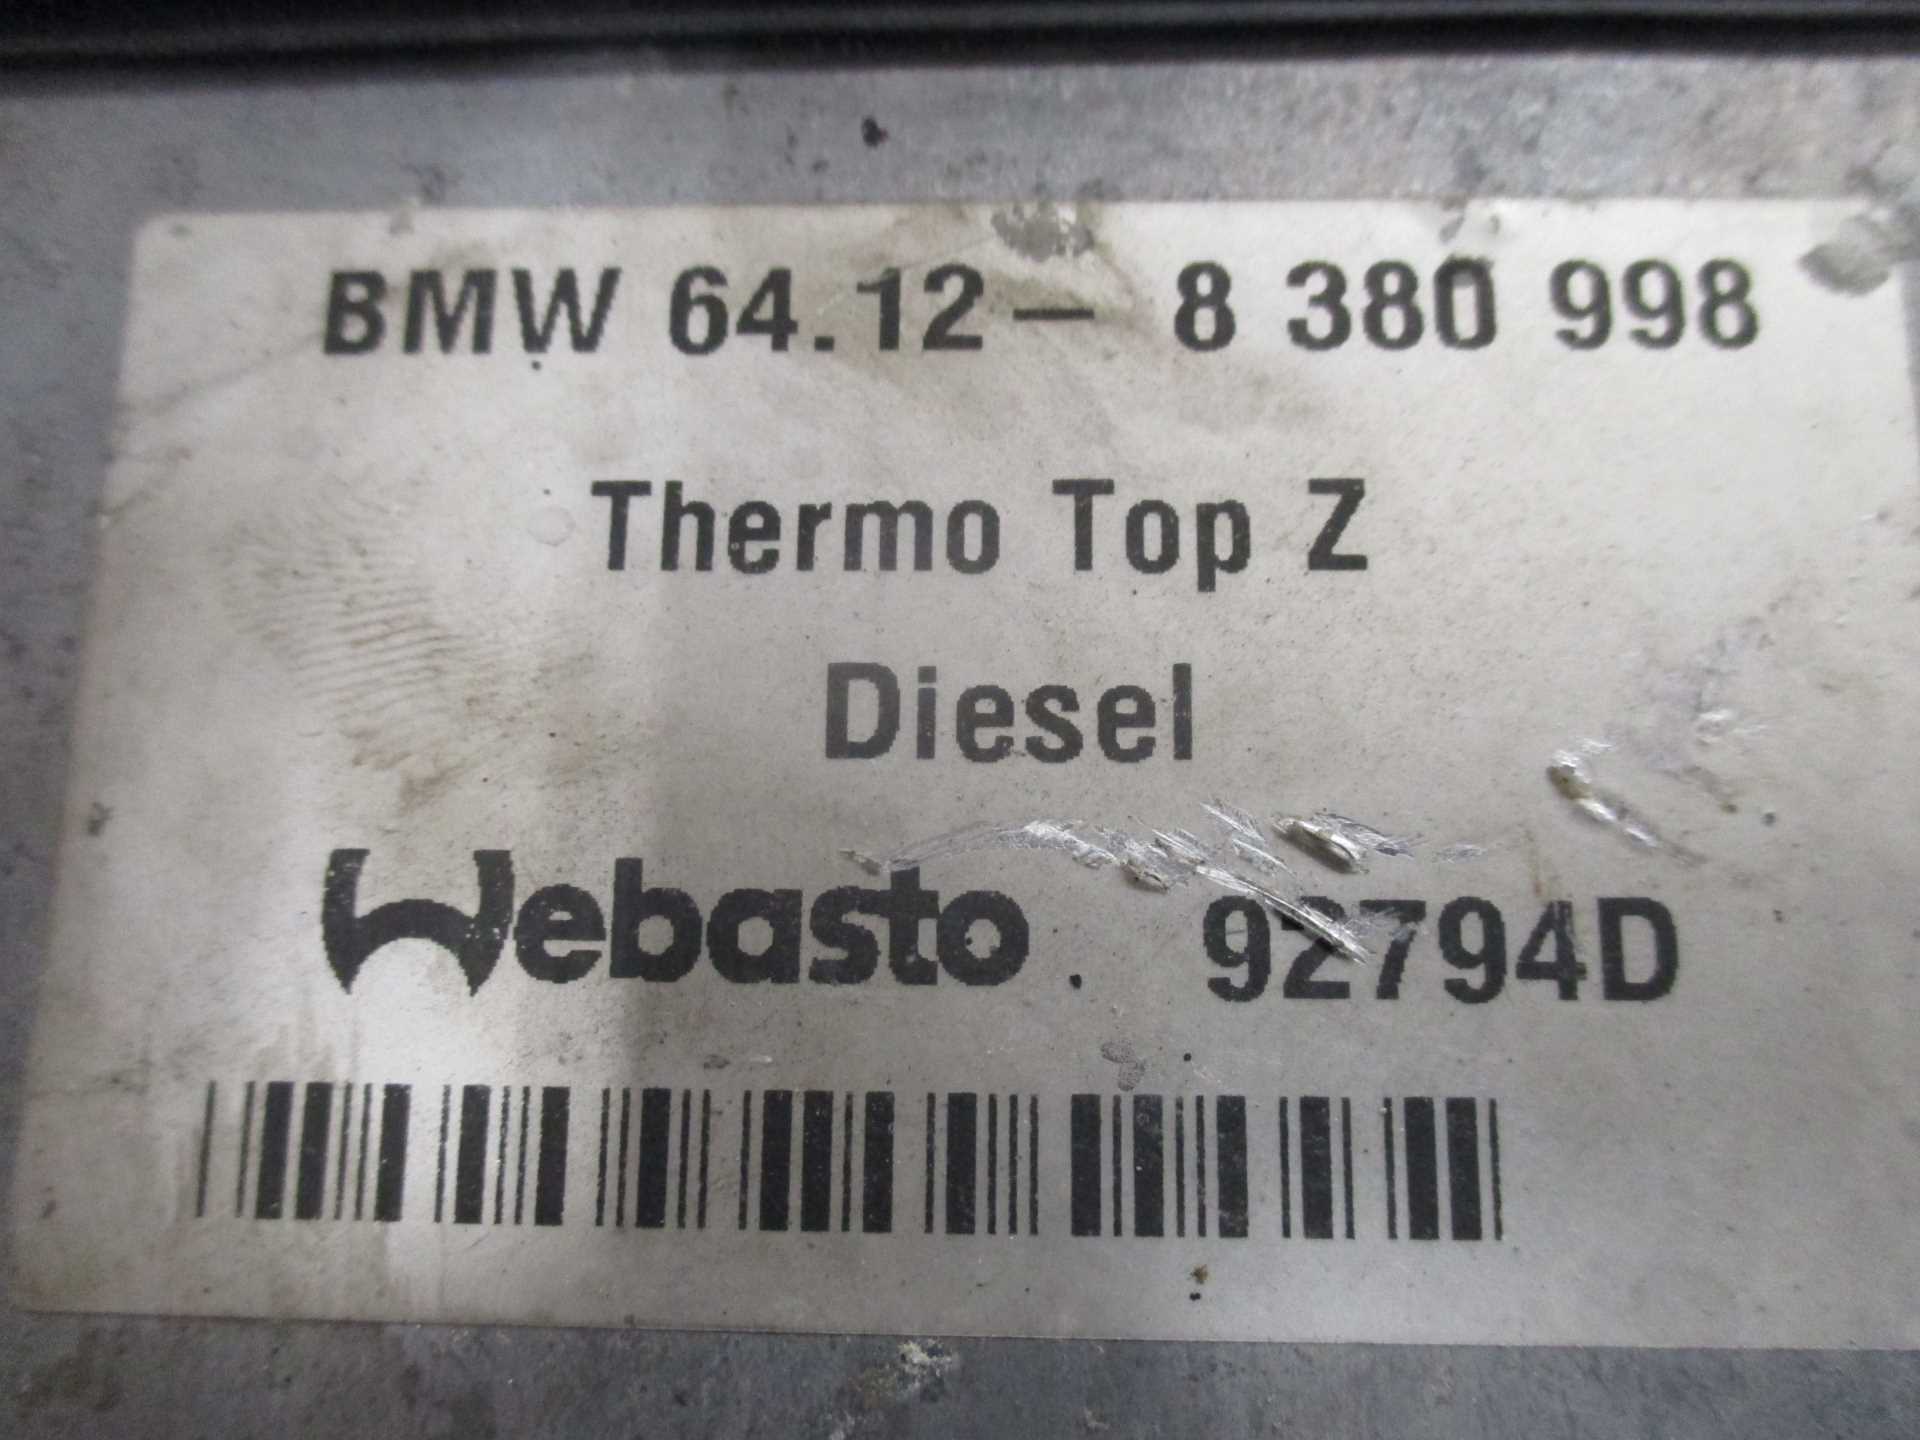 BMW 64.12 - 8 380 998
Thermo Top Z
Diesel
Webasto 92794D